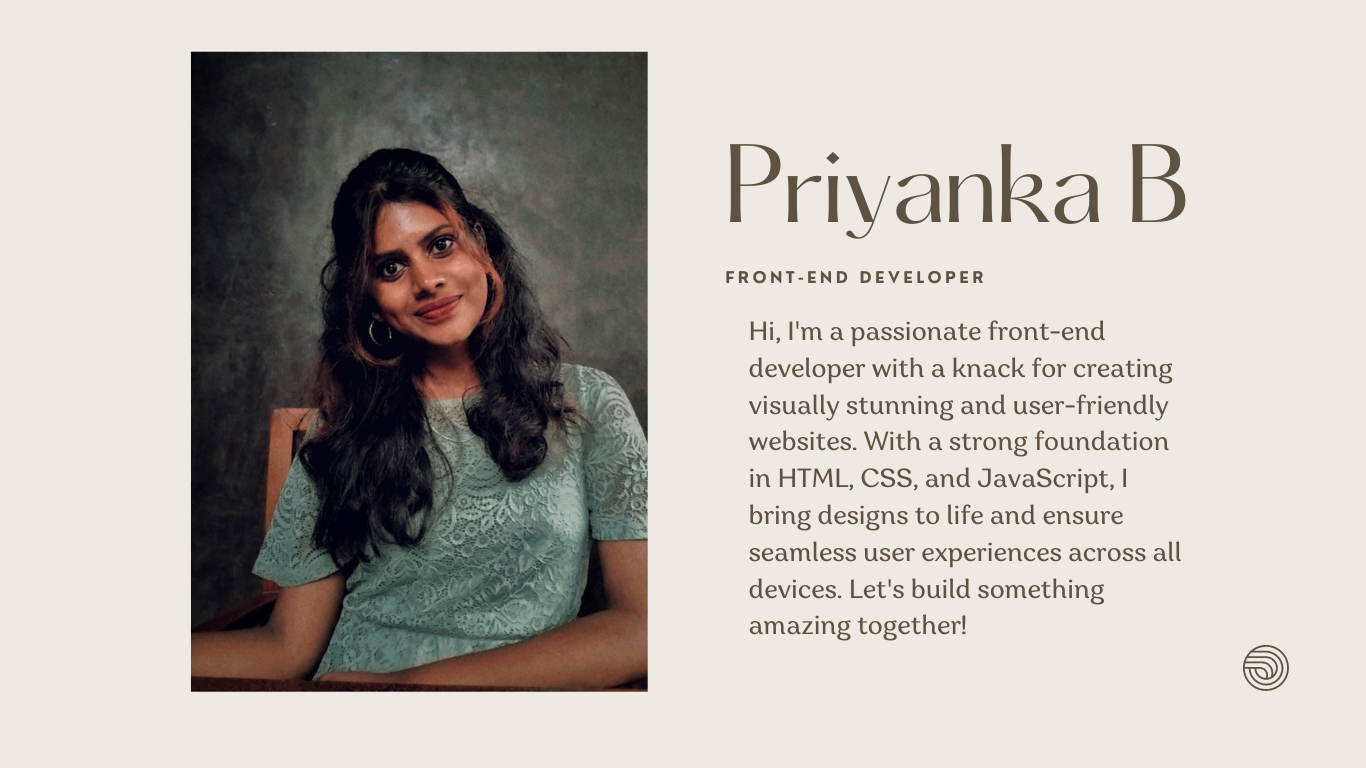 Priyanka B
FRONT-END DEVELOPER
Hi, I'm a passionate front-end
developer with a knack for creating
visually stunning and user-friendly
websites. With a strong foundation
in HTML, CSS, and JavaScript, I
bring designs to life and ensure
seamless user experiences across all
devices. Let's build something
amazing together!